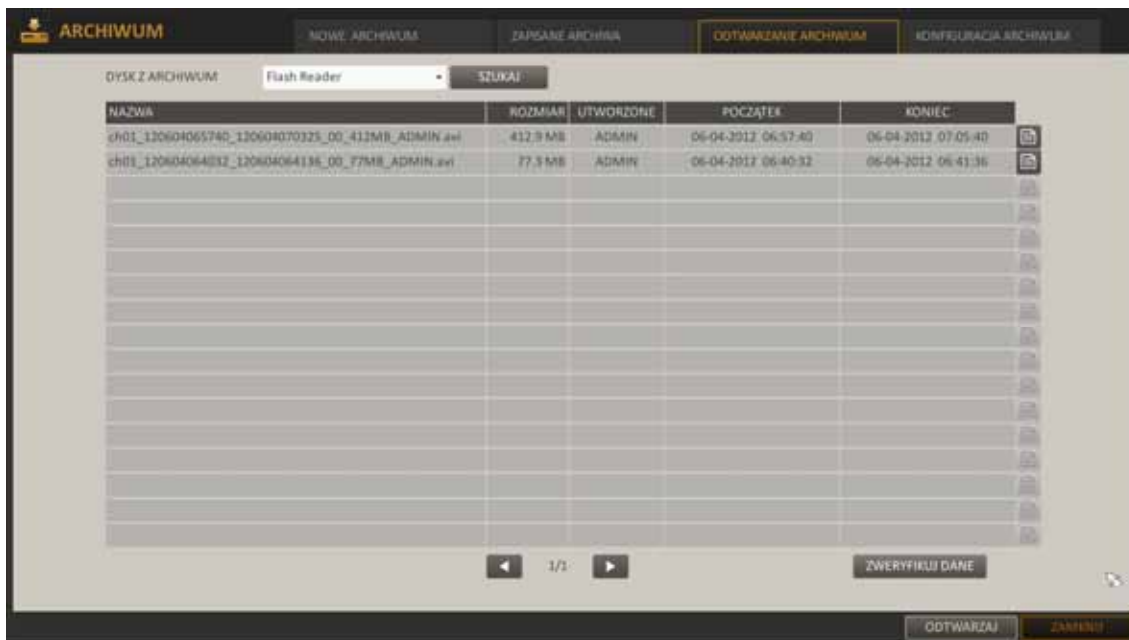 ARCHIWUM
NOWE ARCHIWUM ZAPISANE ARCHIWA ODTWARZANIE ARCHIWUM KONFIGURACJA ARCHIWUM
DYSK Z ARCHIWUM Flash Reader SZUKAJ
NAZWA ROZMIAR UTWORZONE POCZĄTEK KONIEC
ch01_120604065740_120604070325_00_412MB_ADMIN.avi 412.9 MB ADMIN 06-04-2012 06:57:40 06-04-2012 07:05:40
ch01_120604064032_120604064136_00_77MB_ADMIN.avi 77.3 MB ADMIN 06-04-2012 06:40:32 06-04-2012 06:41:36
1/1 ZWERYFIKUJ DANE
ODTWARZAJ ZAMKNIJ